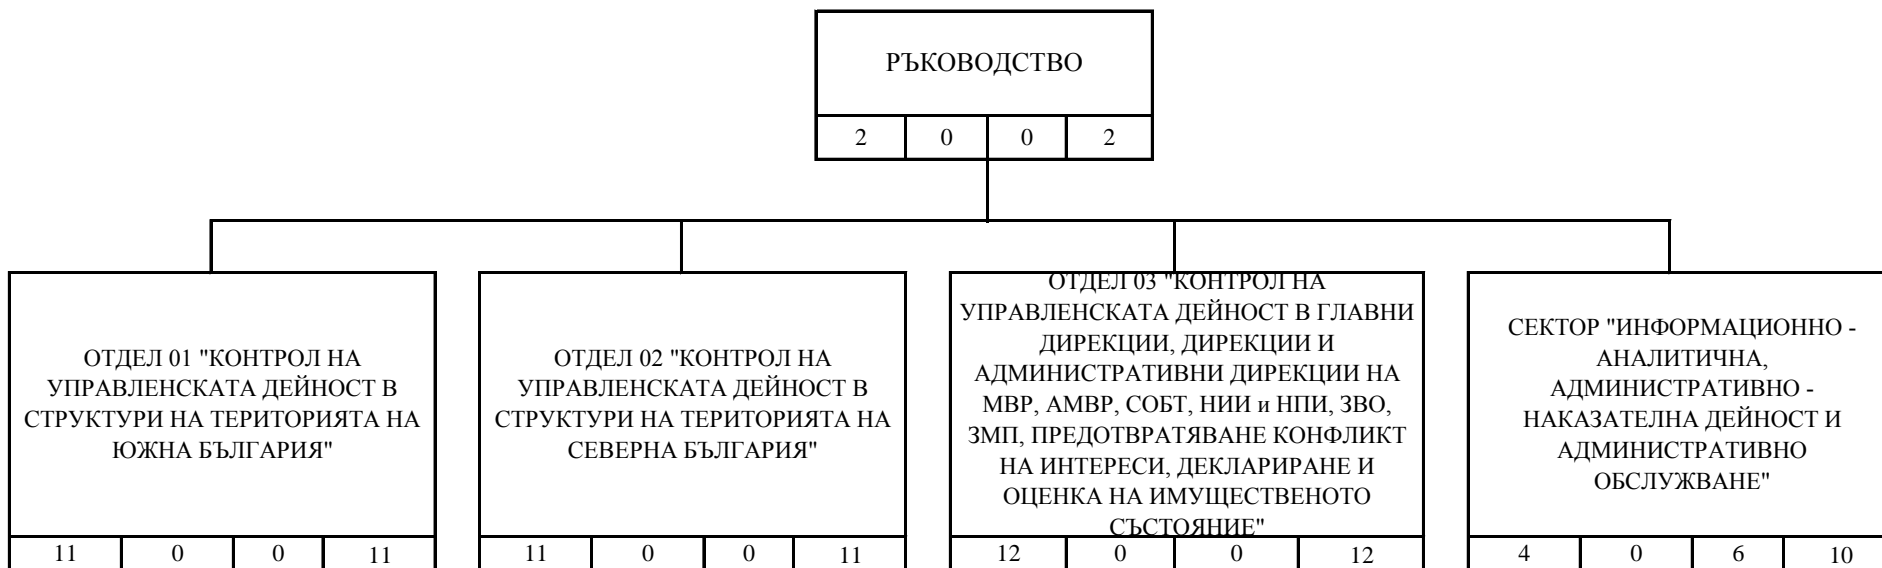 РЪКОВОДСТВО
2 0 0 2
ОТДЕЛ 01 "КОНТРОЛ НА
УПРАВЛЕНСКАТА ДЕЙНОСТ В
СТРУКТУРИ НА ТЕРИТОРИЯТА НА
ЮЖНА БЪЛГАРИЯ"
11 0 0 11
ОТДЕЛ 02 "КОНТРОЛ НА
УПРАВЛЕНСКАТА ДЕЙНОСТ В
СТРУКТУРИ НА ТЕРИТОРИЯТА НА
СЕВЕРНА БЪЛГАРИЯ"
11 0 0 11
ОТДЕЛ 03 "КОНТРОЛ НА
УПРАВЛЕНСКАТА ДЕЙНОСТ В ГЛАВНИ
ДИРЕКЦИИ, ДИРЕКЦИИ И
АДМИНИСТРАТИВНИ ДИРЕКЦИИ НА
МВР, АМВР, СОБТ, НИИ и НПИ, ЗВО,
ЗМП, ПРЕДОТВРАТЯВАНЕ КОНФЛИКТ
НА ИНТЕРЕСИ, ДЕКЛАРИРАНЕ И
ОЦЕНКА НА ИМУЩЕСТВЕНОТО
СЪСТОЯНИЕ"
12 0 0 12
СЕКТОР "ИНФОРМАЦИОННО -
АНАЛИТИЧНА,
АДМИНИСТРАТИВНО -
НАКАЗАТЕЛНА ДЕЙНОСТ И
АДМИНИСТРАТИВНО
ОБСЛУЖВАНЕ"
4 0 6 10